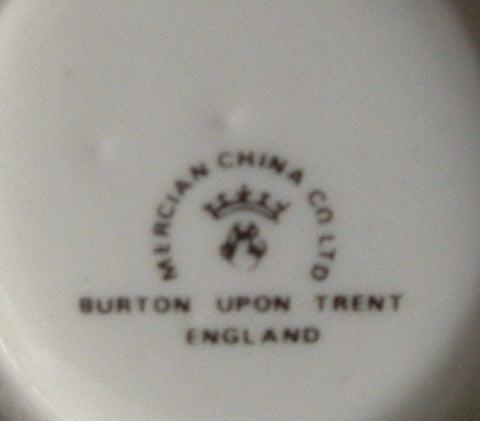 MERCIAN CHINA CO LTD
BURTON UPON TRENT
ENGLAND